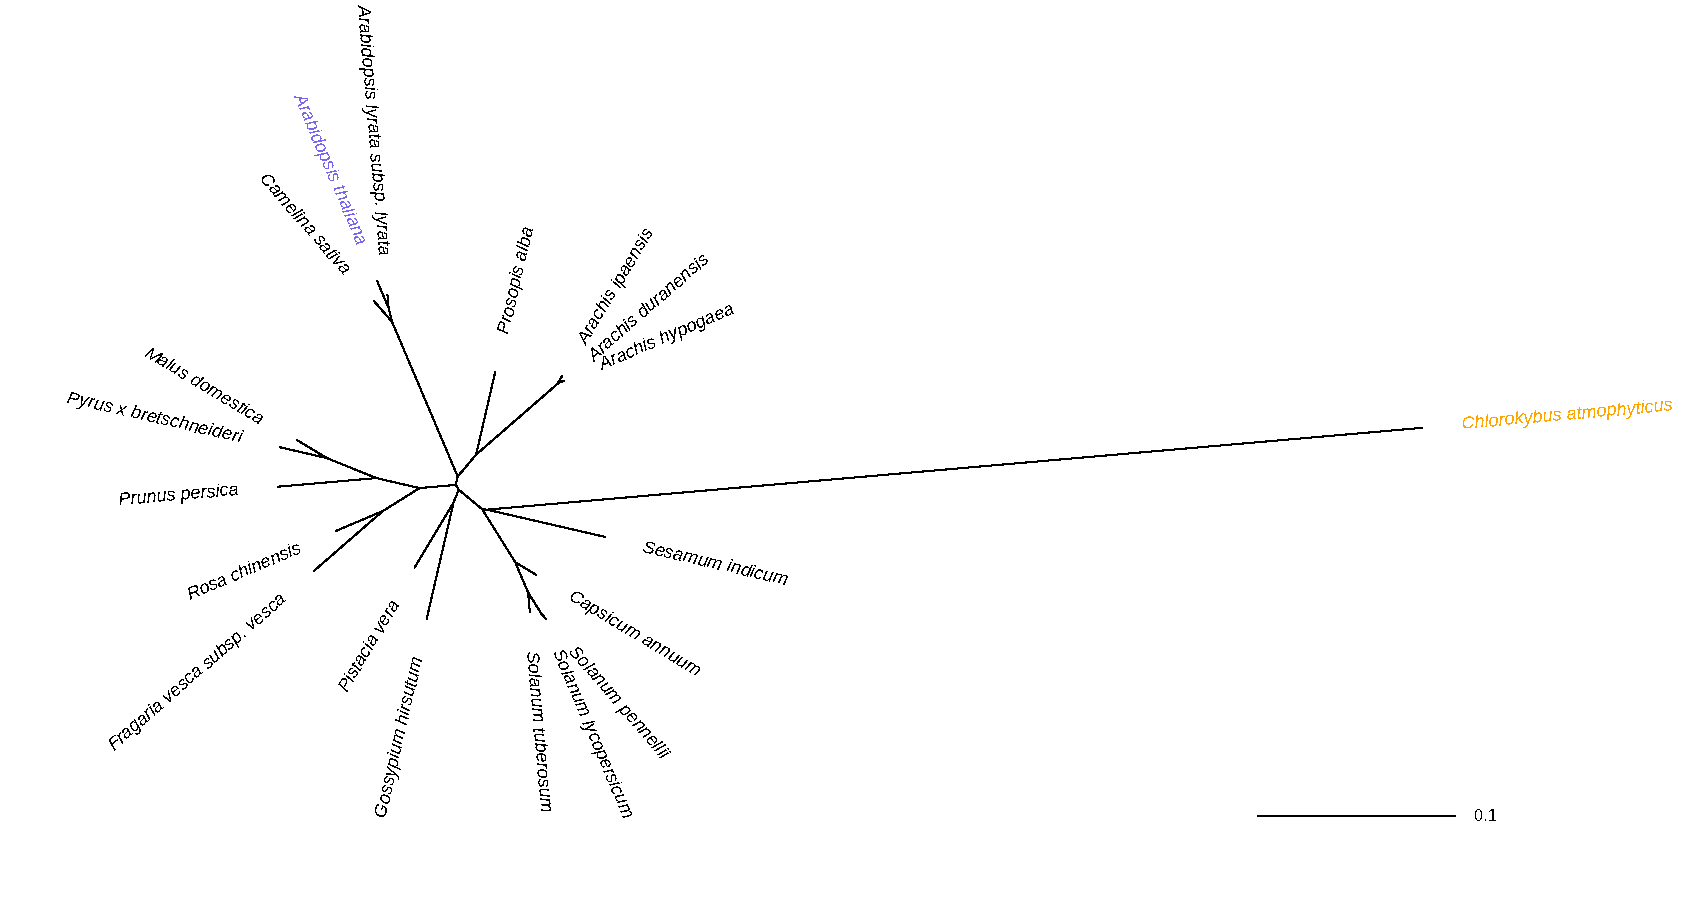 Arabidopsis lyrata subsp. lyrata
Arabidopsis thaliana
Camelina sativa
Prosopis alba
Arachis ipaensis
Arachis duranensis
Arachis hypogaea
Malus domestica
Pyrus x bretschneideri
Chlorokybus atmophyticus
Prunus persica
Sesamum indicum
Rosa chinensis
Fragaria vesca subsp. vesca
Pistacia vera
Gossypium hirsutum
Capsicum annuum
Solanum pennellii
Solanum lycopersicum
Solanum tuberosum
0.1